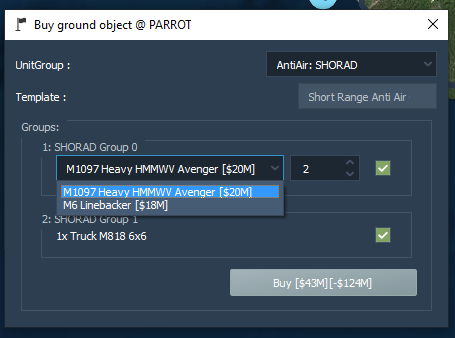 Buy ground object @ PARROT
UnitGroup :
AntiAir: SHORAD
Template :
Short Range Anti Air
Groups:
1: SHORAD Group 0
M1097 Heavy HMMWV Avenger [$20M]
2
M1097 Heavy HMMWV Avenger [$20M]
M6 Linebacker [$18M]
2: SHORAD Group 1
1x Truck M818 6x6
Buy [$43M][-$124M]